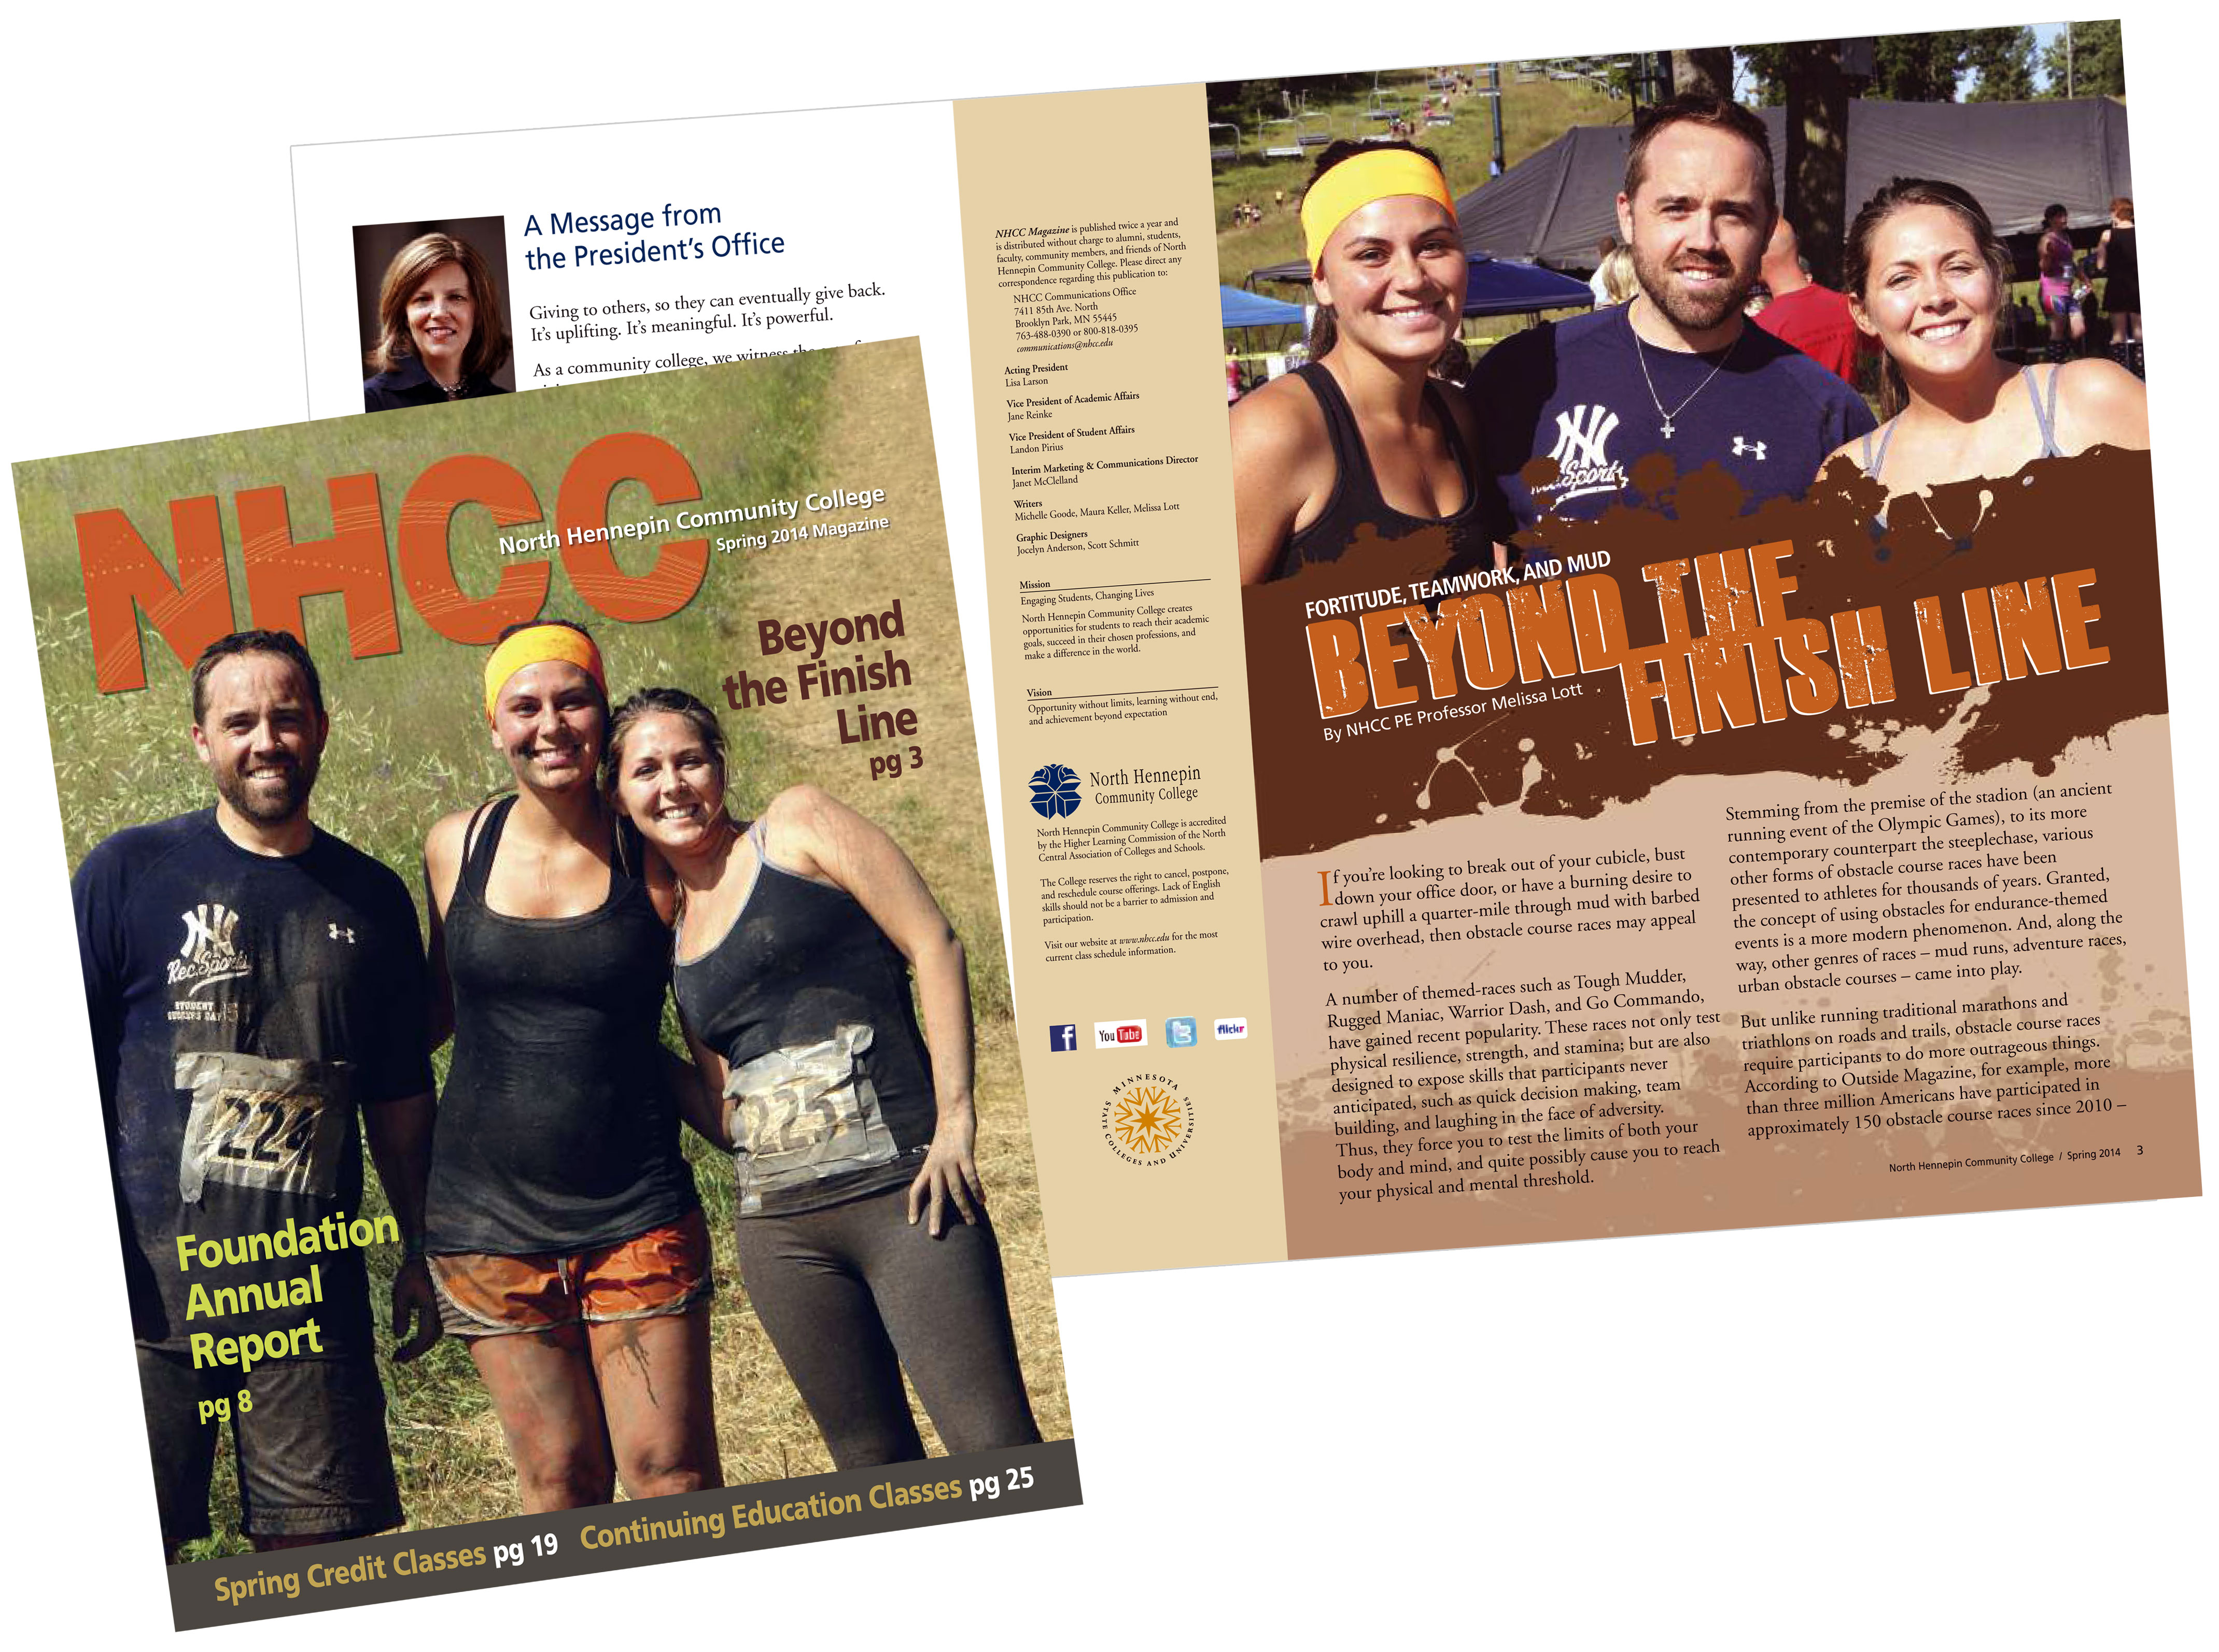 NHCC
North Hennepin Community College
Spring 2014 Magazine
Beyond
the Finish
Line
pg 3
Rec.Sports
STUDENT
224
225
Foundation
Annual
Report
pg 8
Spring Credit Classes pg 19 Continuing Education Classes pg 25
A Message from
the President's Office
Giving to others, so they can eventually give back.
It's uplifting. It's meaningful. It's powerful.
As a community college, we witness
NHCC Magazine is published twice a year and
is distributed without charge to alumni, students,
faculty, community members, and friends of North
Hennepin Community College. Please direct any
correspondence regarding this publication to:
NHCC Communications Office
7411 85th Ave. North
Brooklyn Park, MN 55445
763-488-0390 or 800-818-0395
communications@nhcc.edu
Acting President
Lisa Larson
Vice President of Academic Affairs
Jane Reinke
Vice President of Student Affairs
Landon Pirius
Interim Marketing & Communications Director
Janet McClelland
Writers
Michelle Goode, Maura Keller, Melissa Lott
Graphic Designers
Jocelyn Anderson, Scott Schmitt
Mission
Engaging Students, Changing Lives
North Hennepin Community College creates
opportunities for students to reach their academic
goals, succeed in their chosen professions, and
make a difference in the world.
Vision
Opportunity without limits, learning without end,
and achievement beyond expectation
North Hennepin
Community College
North Hennepin Community College is accredited
by the Higher Learning Commission of the North
Central Association of Colleges and Schools.
The College reserves the right to cancel, postpone,
and reschedule course offerings. Lack of English
skills should not be a barrier to admission and
participation.
Visit our website at www.nhcc.edu for the most
current class schedule information.
f You Tube t flickr
MINNESOTA
STATE COLLEGES AND UNIVERSITIES
NY
Sports
FORTITUDE, TEAMWORK, AND MUD
BEYOND THE
FINISH LINE
By NHCC PE Professor Melissa Lott
If you're looking to break out of your cubicle, bust
down your office door, or have a burning desire to
crawl uphill a quarter-mile through mud with barbed
wire overhead, then obstacle course races may appeal
to you.
A number of themed-races such as Tough Mudder,
Rugged Maniac, Warrior Dash, and Go Commando,
have gained recent popularity. These races not only test
physical resilience, strength, and stamina; but are also
designed to expose skills that participants never
anticipated, such as quick decision making, team
building, and laughing in the face of adversity.
Thus, they force you to test the limits of both your
body and mind, and quite possibly cause you to reach
your physical and mental threshold.
Stemming from the premise of the stadion (an ancient
running event of the Olympic Games), to its more
contemporary counterpart the steeplechase, various
other forms of obstacle course races have been
presented to athletes for thousands of years. Granted,
the concept of using obstacles for endurance-themed
events is a more modern phenomenon. And, along the
way, other genres of races – mud runs, adventure races,
urban obstacle courses – came into play.
But unlike running traditional marathons and
triathlons on roads and trails, obstacle course races
require participants to do more outrageous things.
According to Outside Magazine, for example, more
than three million Americans have participated in
approximately 150 obstacle course races since 2010 –
North Hennepin Community College / Spring 2014 3